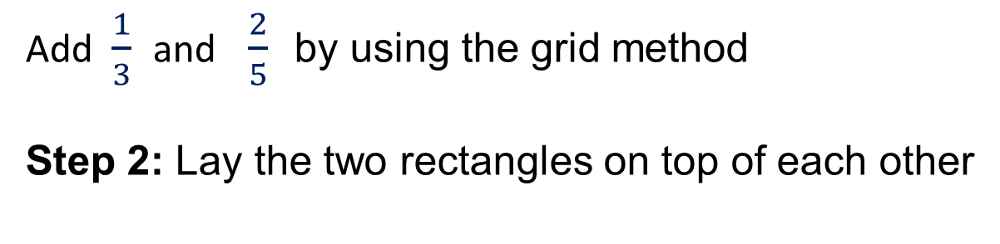 Add 1/3 and 2/5 by using the grid method
Step 2: Lay the two rectangles on top of each other